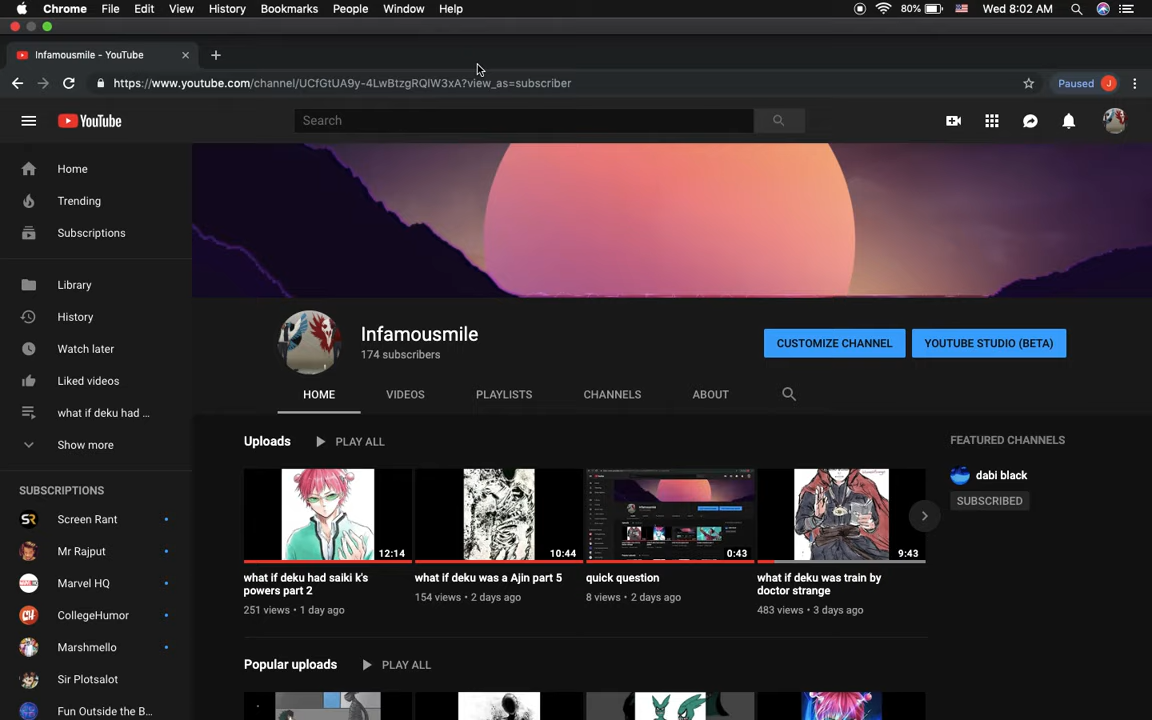 Chrome File Edit View History Bookmarks People Window Help 80% Wed 8:02 AM
Infamousmile - YouTube
https://www.youtube.com/channel/UCfGtUA9y-4LwBtzgRQlW3xA?view_as=subscriber Paused J
YouTube Search
Home
Trending
Subscriptions
Library
History
Watch later
Liked videos
what if deku had ...
Show more
SUBSCRIPTIONS
Screen Rant
Mr Rajput
Marvel HQ
CollegeHumor
Marshmello
Sir Plotsalot
Fun Outside the B...
Infamousmile
174 subscribers
CUSTOMIZE CHANNEL YOUTUBE STUDIO (BETA)
HOME VIDEOS PLAYLISTS CHANNELS ABOUT
Uploads PLAY ALL
12:14 10:44 0:43 9:43
what if deku had saiki k's powers part 2
251 views • 1 day ago
what if deku was a Ajin part 5
154 views • 2 days ago
quick question
8 views • 2 days ago
what if deku was train by doctor strange
483 views • 3 days ago
Popular uploads PLAY ALL
FEATURED CHANNELS
dabi black
SUBSCRIBED